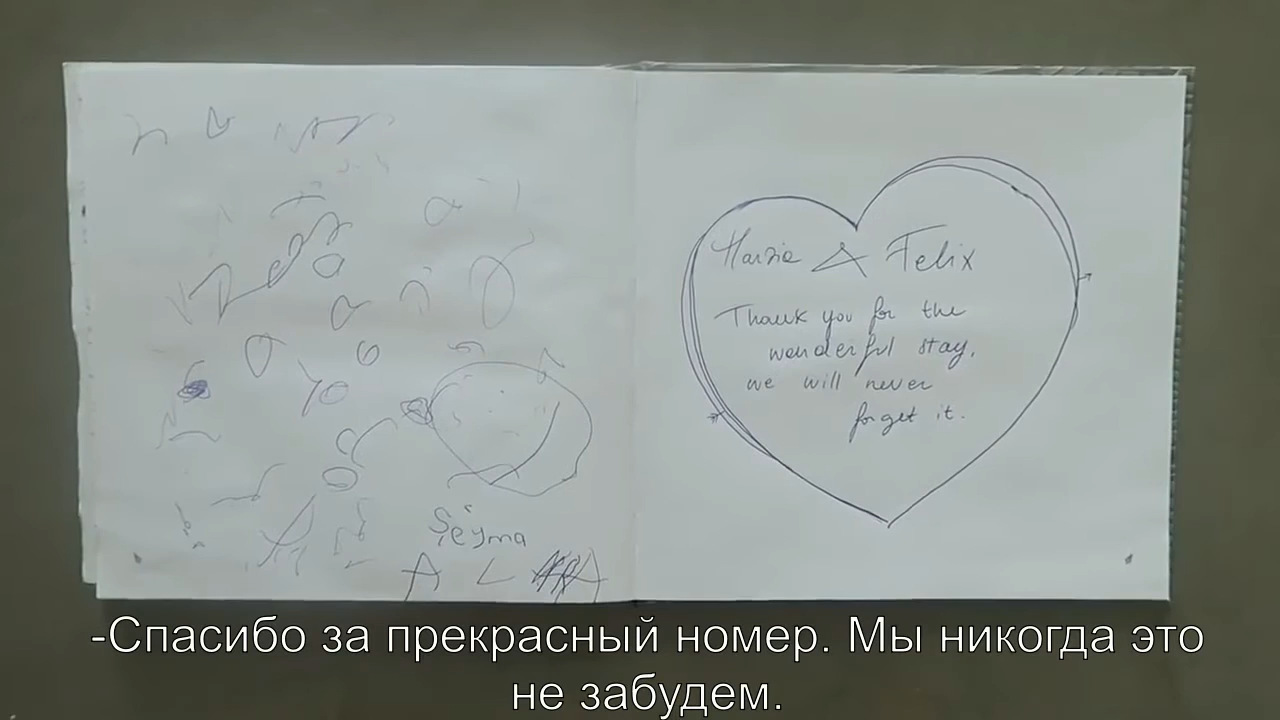 Şeyma
A L
Marzia & Felix
Thank you for the
wonderful stay,
we will never
forget it.
-Спасибо за прекрасный номер. Мы никогда это
не забудем.